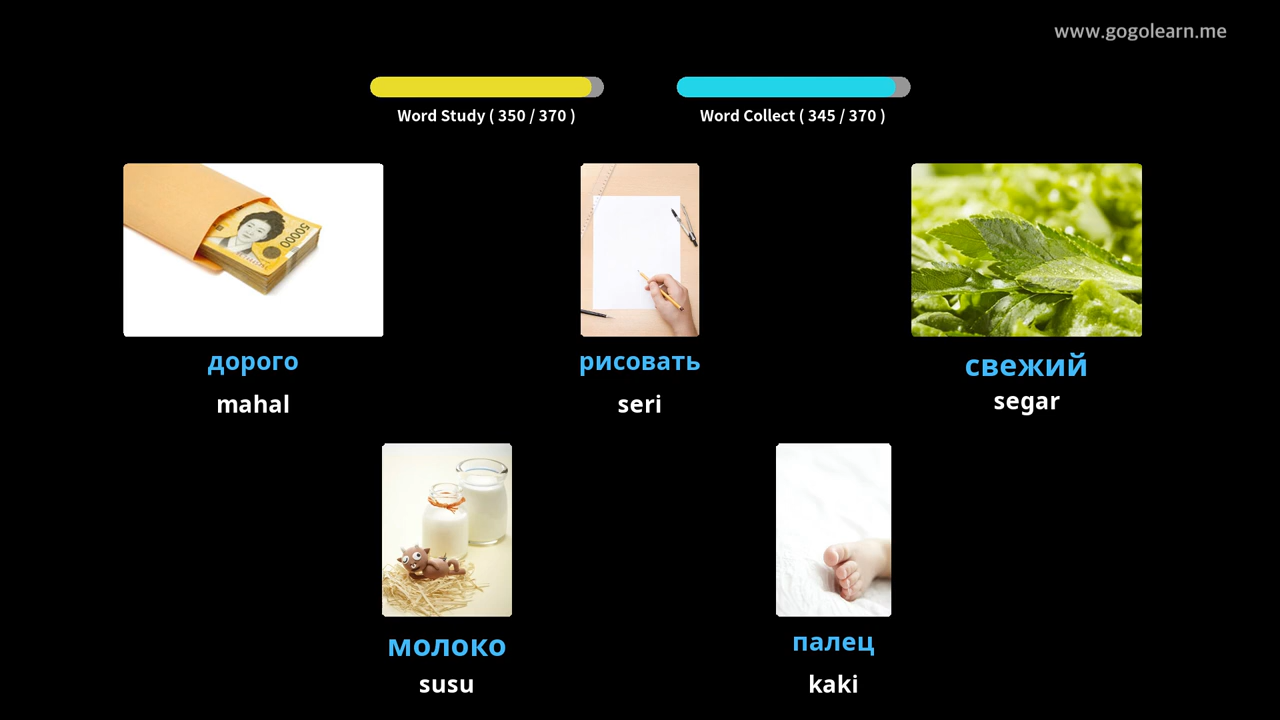 www.gogolearn.me
Word Study ( 350 / 370 )
Word Collect ( 345 / 370 )
50000
дорого
рисовать
свежий
mahal
seri
segar
молоко
палец
susu
kaki